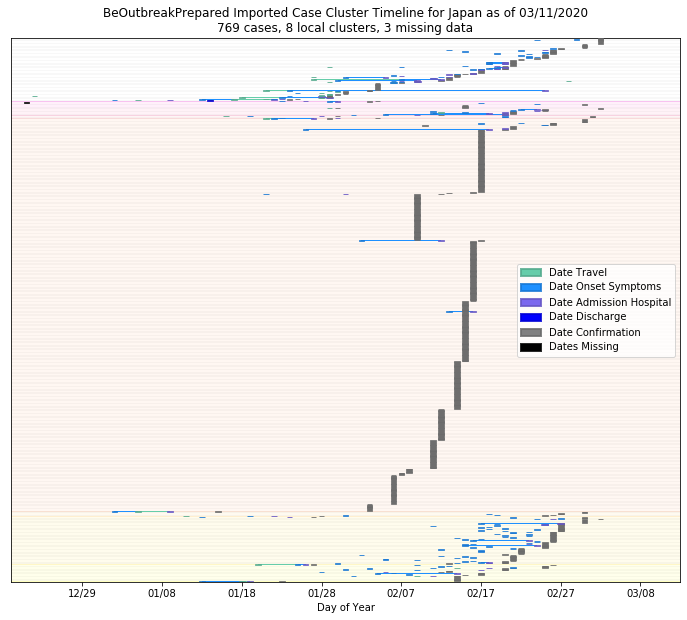 BeOutbreakPrepared Imported Case Cluster Timeline for Japan as of 03/11/2020
769 cases, 8 local clusters, 3 missing data
Date Travel
Date Onset Symptoms
Date Admission Hospital
Date Discharge
Date Confirmation
Dates Missing
12/29 01/08 01/18 01/28 02/07 02/17 02/27 03/08
Day of Year